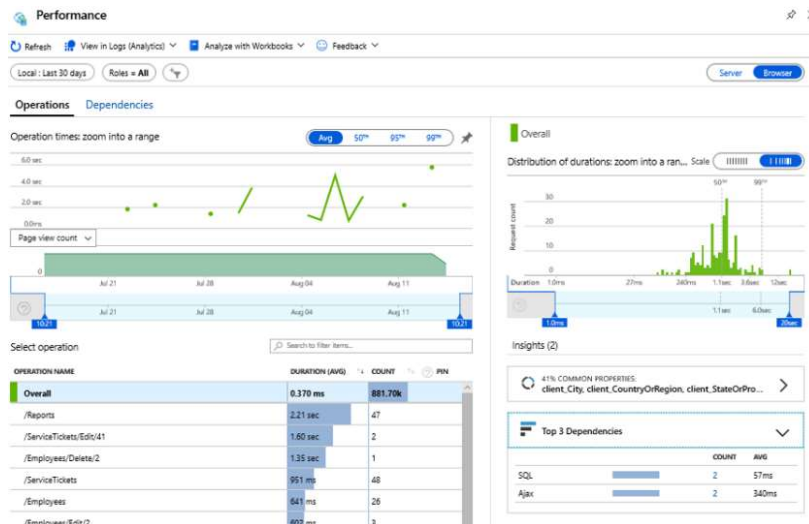 Performance
Refresh View in Logs (Analytics) Analyze with Workbooks Feedback
Local : Last 30 days Roles = All
Server Browser
Operations Dependencies
Operation times: zoom into a range
Avg 50TH 95TH 99TH
6.0 sec
4.0 sec
2.0 sec
0.0ms
Page view count
0
Jul 21 Jul 28 Aug 04 Aug 11
Jul 21 Jul 28 Aug 04 Aug 11
10:21 10:21
Select operation
Search to filter items...
OPERATION NAME DURATION (AVG) COUNT PIN
Overall 0.370 ms 881.70k
/Reports 2.21 sec 47
/ServiceTickets/Edit/41 1.60 sec 2
/Employees/Delete/2 1.35 sec 1
/ServiceTickets 951 ms 48
/Employees 641 ms 26
/Employees/Edit/2 602 ms 3
Overall
Distribution of durations: zoom into a ran... Scale
50TH 99TH
Request count
30
20
10
0
Duration 1.0ms 27ms 240ms 1.1sec 3.6sec 12sec
1.1sec 6.0sec
1.0ms 20sec
Insights (2)
41% COMMON PROPERTIES:
client_City, client_CountryOrRegion, client_StateOrPro...
Top 3 Dependencies
COUNT AVG
SQL 2 57ms
Ajax 2 340ms